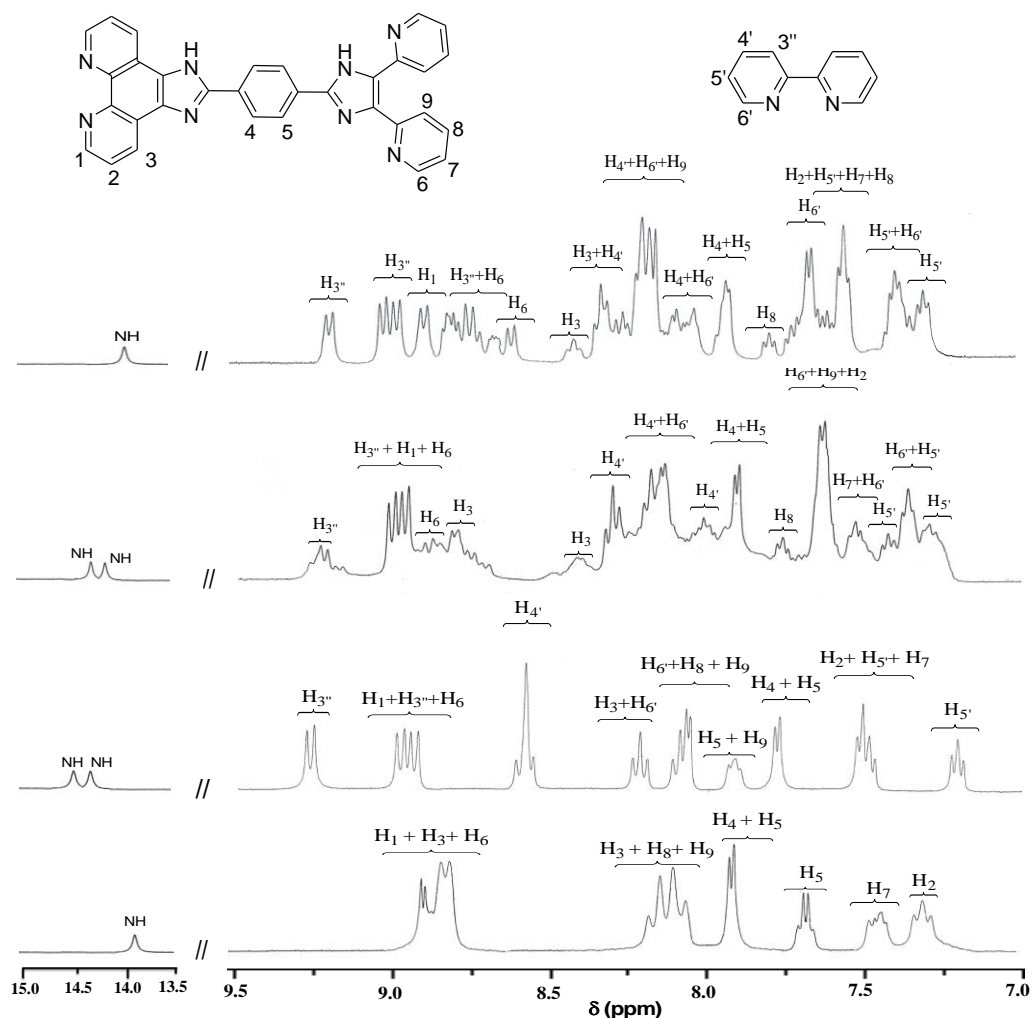 H
N
N
N
N
H
N
N
N
N
1
2
3
4
5
6
7
8
9
4'
3''
5'
6'
N
N
H4'+H6'+H9
H2+H5'+H7+H8
H6'
H3+H4'
H4+H5
H5'+H6'
H3''
H3''
H1
H3''+H6
H4+H6'
H5'
H6
H3
H8
NH
//
H6'+H9+H2
H4'+H6'
H4+H5
H3'' + H1+ H6
H4'
H6'+H5'
H7+H6'
H3''
H6
H3
H4'
H8
H5'
H5'
H3
NH
NH
//
H4'
H6'+H8 + H9
H2+ H5'+ H7
H3''
H1+H3''+H6
H3+H6'
H4 + H5
H5'
H5 + H9
NH
NH
//
H4 + H5
H1 + H3+ H6
H3 + H8+ H9
H5
H7
H2
NH
//
15.0 14.5 14.0 13.5 9.5 9.0 8.5 8.0 7.5 7.0
δ (ppm)